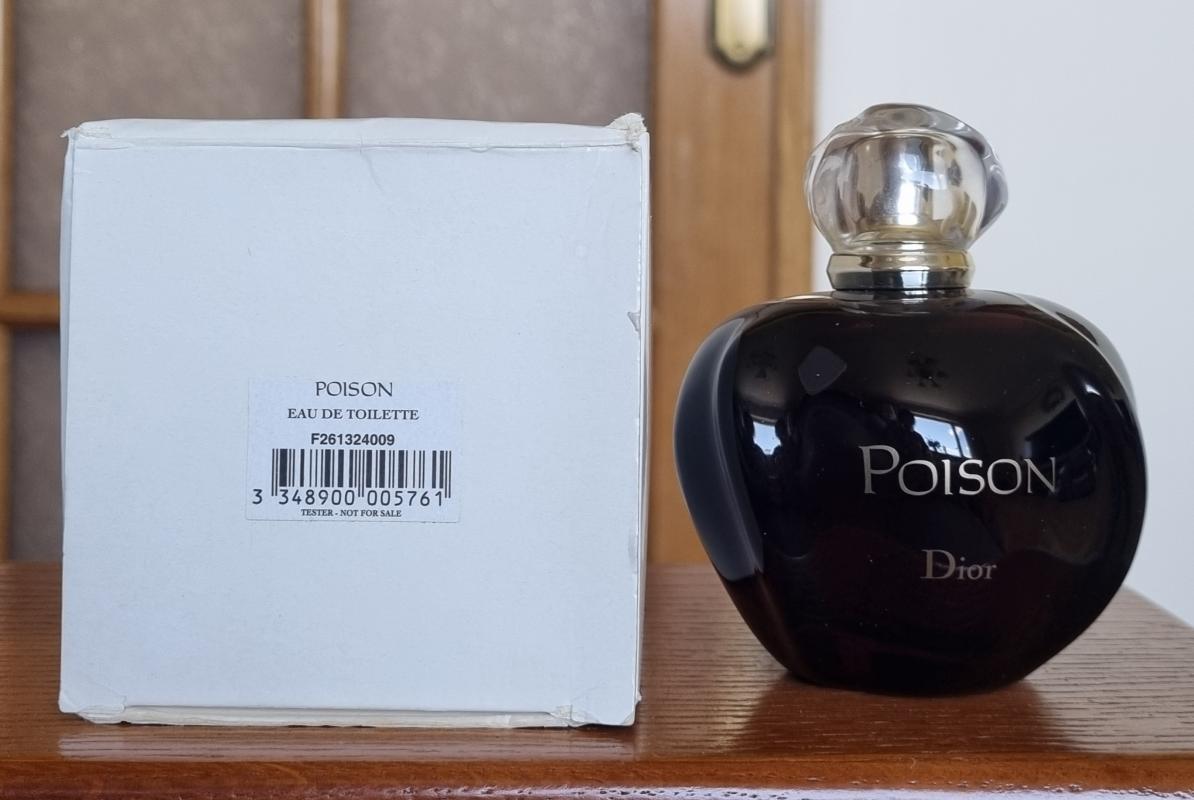 POISON
EAU DE TOILETTE
F261324009
3 348900 005761
TESTER - NOT FOR SALE
POISON
Dior